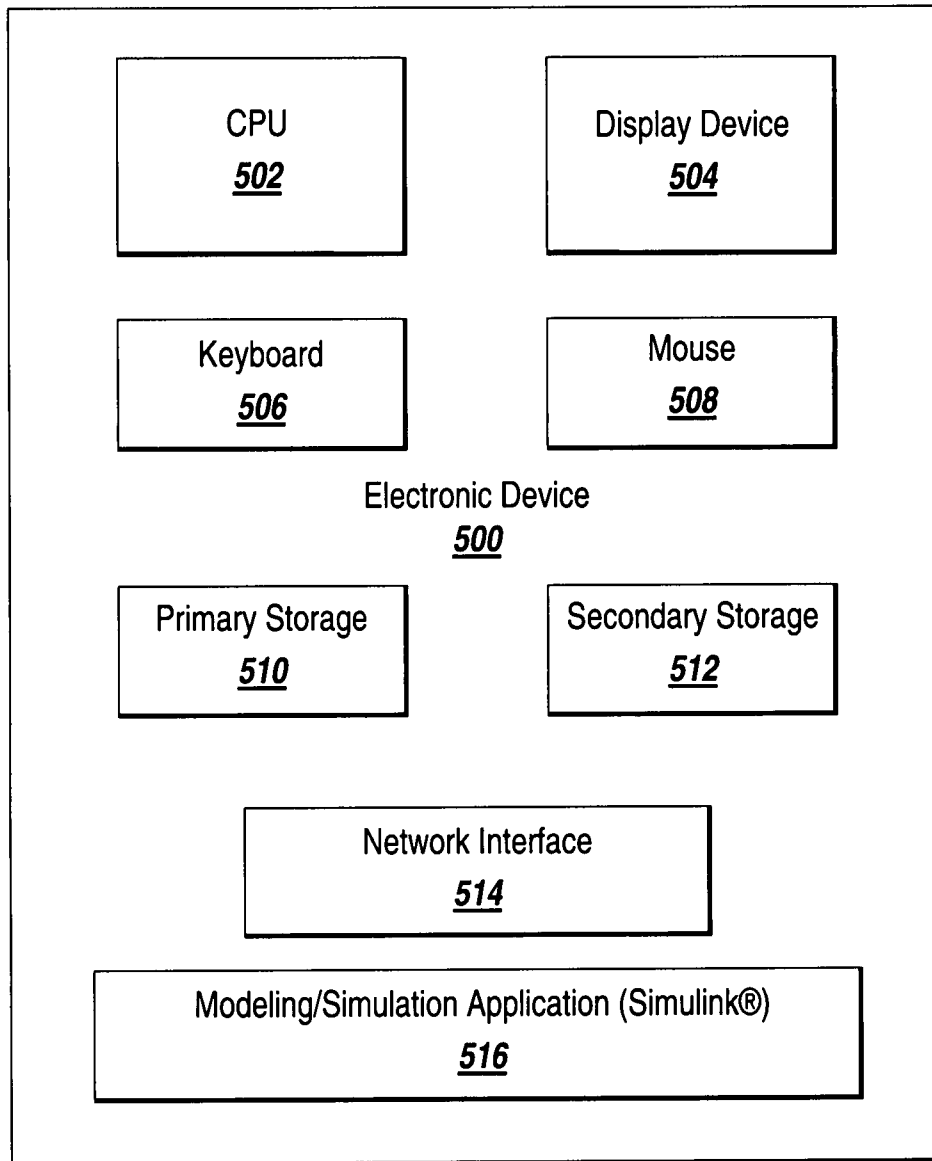 CPU
502
Display Device
504
Keyboard
506
Mouse
508
Electronic Device
500
Primary Storage
510
Secondary Storage
512
Network Interface
514
Modeling/Simulation Application (Simulink®)
516